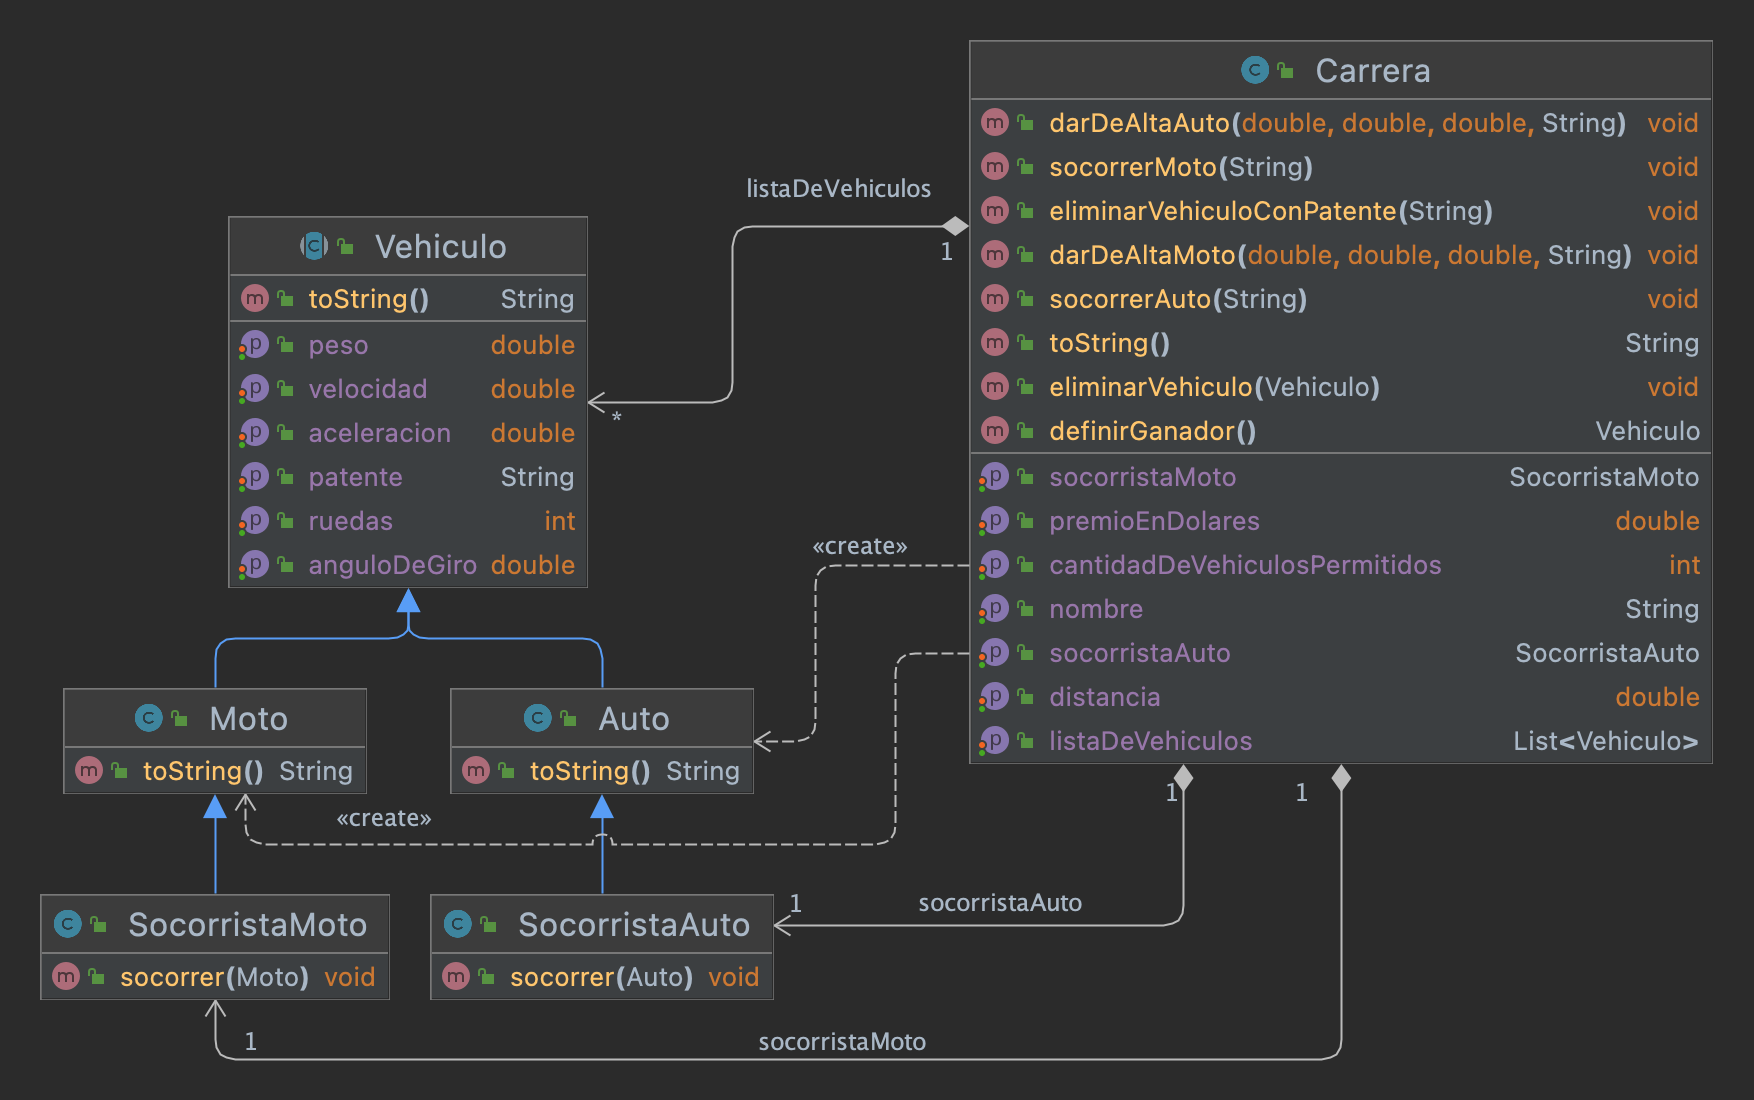 Carrera
darDeAltaAuto(double, double, double, String) void
socorrerMoto(String) void
eliminarVehiculoConPatente(String) void
darDeAltaMoto(double, double, double, String) void
socorrerAuto(String) void
toString() String
eliminarVehiculo(Vehiculo) void
definirGanador() Vehiculo
socorristaMoto SocorristaMoto
premioEnDolares double
cantidadDeVehiculosPermitidos int
nombre String
socorristaAuto SocorristaAuto
distancia double
listaDeVehiculos List<Vehiculo>
listaDeVehiculos
1
*
Vehiculo
toString() String
peso double
velocidad double
aceleracion double
patente String
ruedas int
anguloDeGiro double
«create»
Moto
toString() String
Auto
toString() String
«create»
1
1
SocorristaMoto
socorrer(Moto) void
SocorristaAuto
socorrer(Auto) void
1
socorristaAuto
1
socorristaMoto